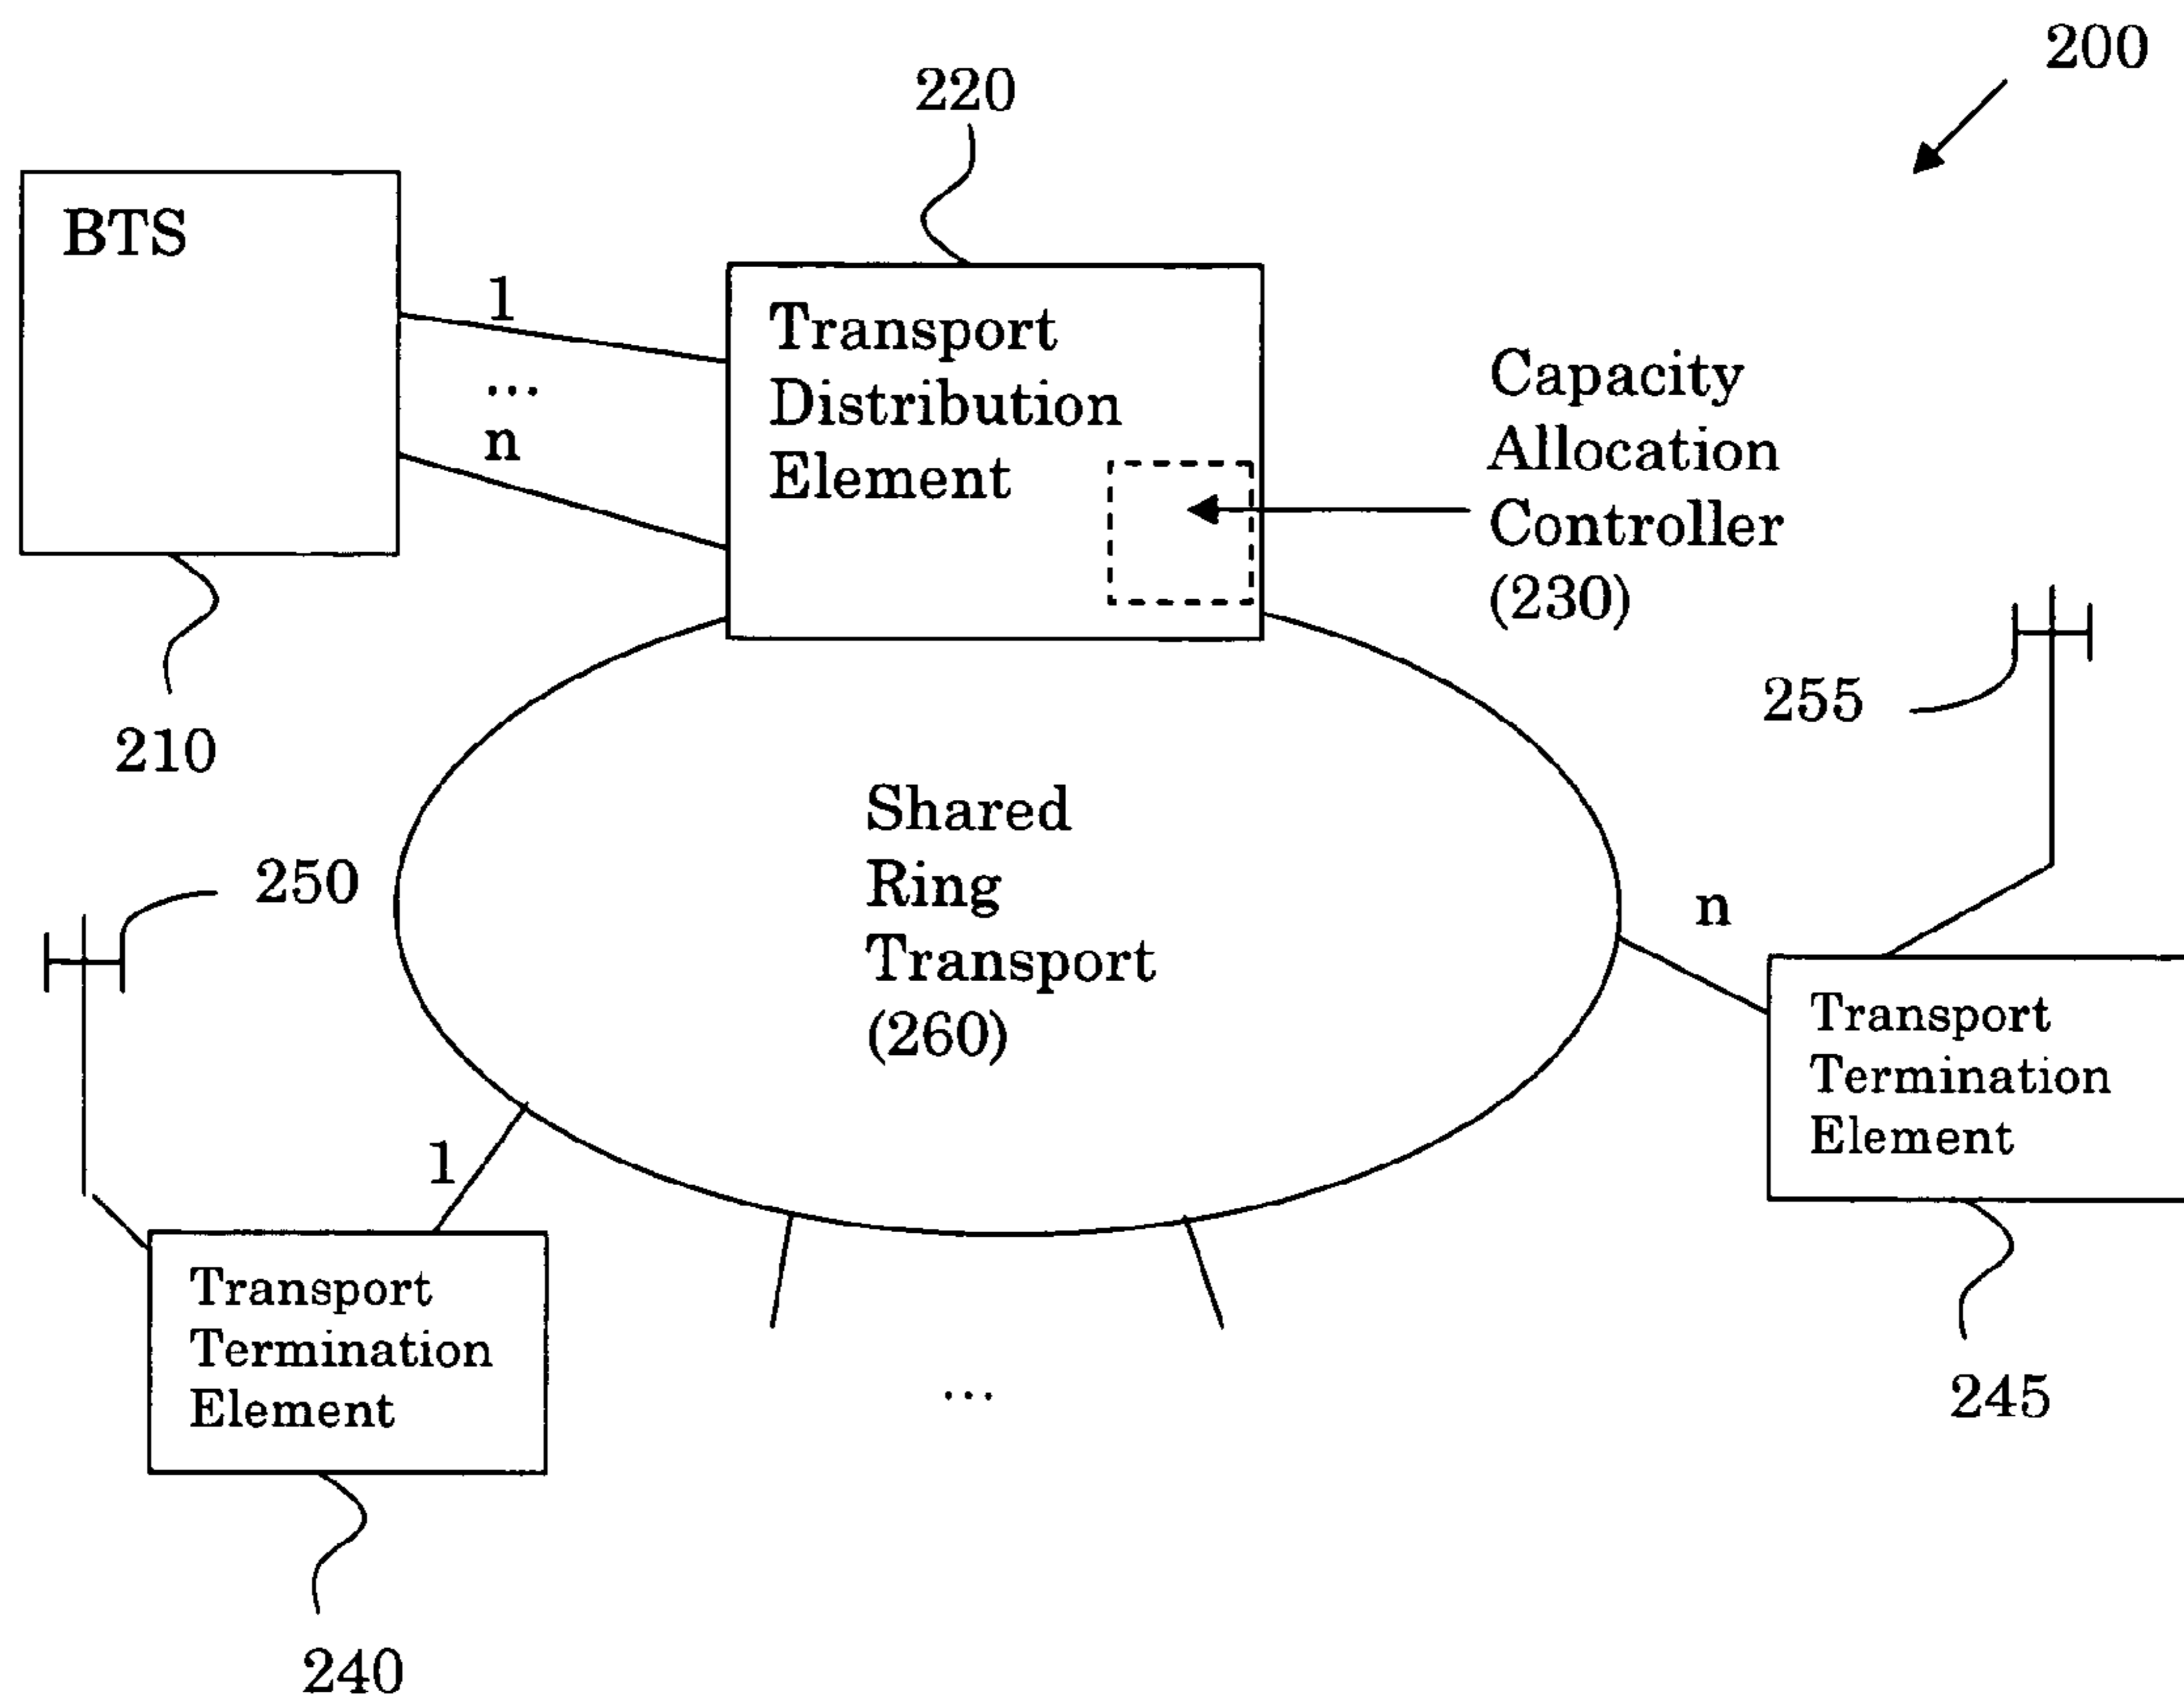 200
220
BTS
1
...
n
Transport
Distribution
Element
Capacity
Allocation
Controller
(230)
210
255
Shared
Ring
Transport
(260)
250
n
Transport
Termination
Element
1
Transport
Termination
Element
...
245
240